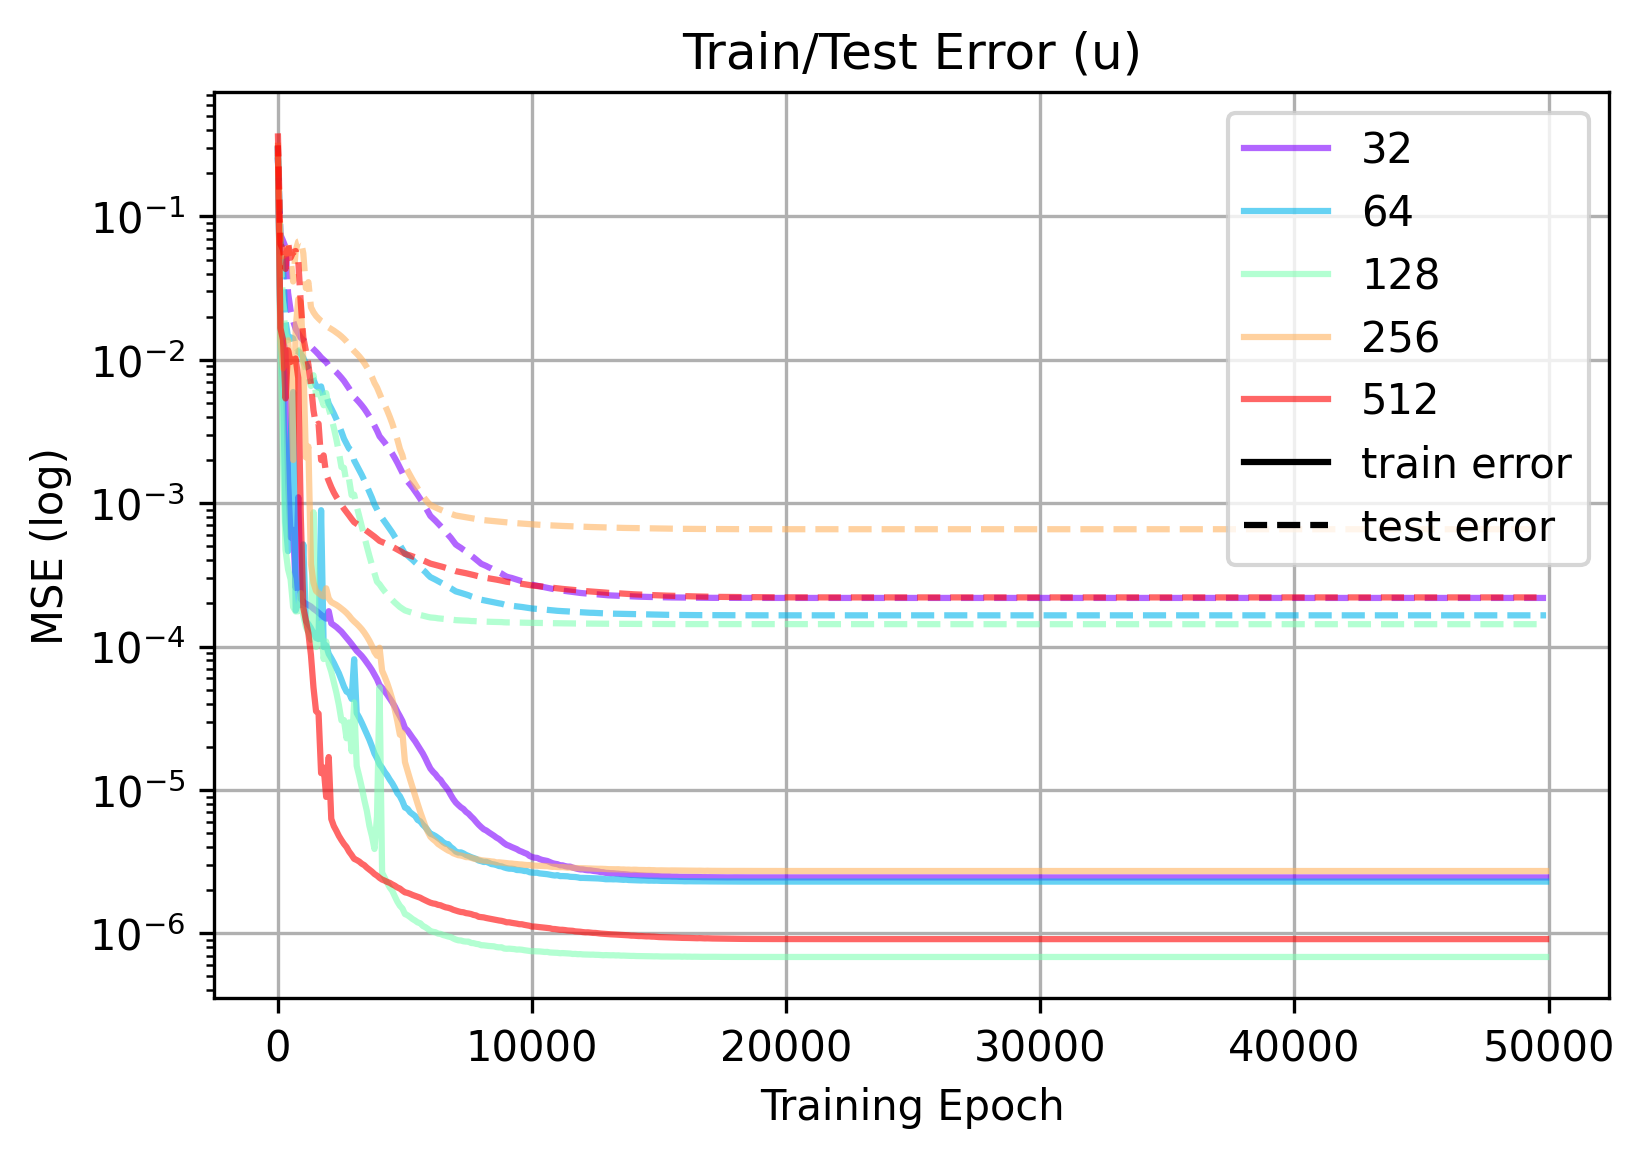 Train/Test Error (u)
MSE (log)
10⁻¹
10⁻²
10⁻³
10⁻⁴
10⁻⁵
10⁻⁶
32
64
128
256
512
train error
test error
0 10000 20000 30000 40000 50000
Training Epoch